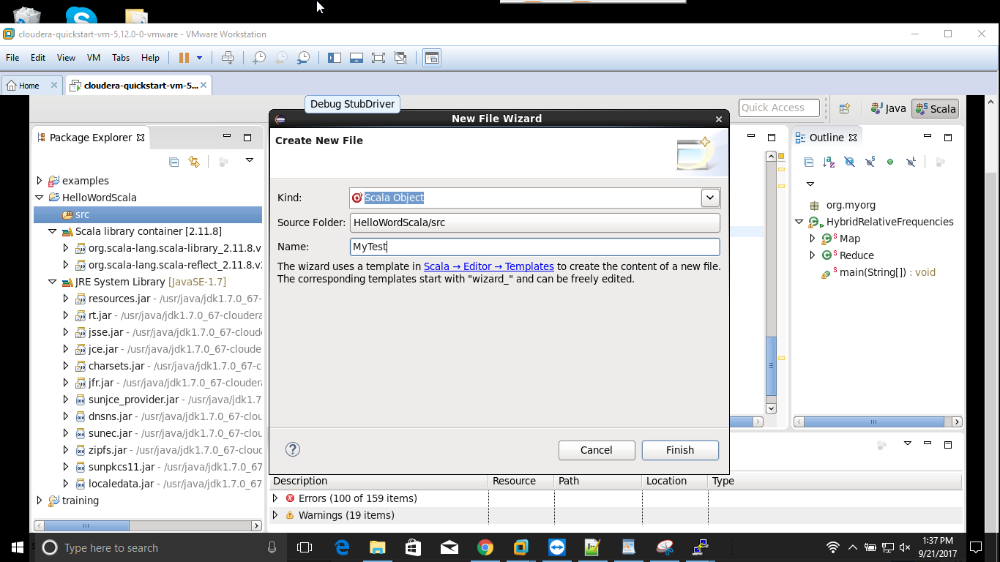 cloudera-quickstart-vm-5.12.0-0-vmware - VMware Workstation
File Edit View VM Tabs Help
Home
cloudera-quickstart-vm-5...
Debug StubDriver
Quick Access
Java
Scala
New File Wizard
Create New File
Kind:
Scala Object
Source Folder:
HelloWordScala/src
Name:
MyTest
The wizard uses a template in Scala → Editor → Templates to create the content of a new file.
The corresponding templates start with "wizard_" and can be freely edited.
Cancel
Finish
Package Explorer
examples
HelloWordScala
src
Scala library container [2.11.8]
org.scala-lang.scala-library_2.11.8.v
org.scala-lang.scala-reflect_2.11.8.v
JRE System Library [JavaSE-1.7]
resources.jar - /usr/java/jdk1.7.0_67-
rt.jar - /usr/java/jdk1.7.0_67-cloudera
jsse.jar - /usr/java/jdk1.7.0_67-cloude
jce.jar - /usr/java/jdk1.7.0_67-cloude
charsets.jar - /usr/java/jdk1.7.0_67-c
jfr.jar - /usr/java/jdk1.7.0_67-cloudera
sunjce_provider.jar - /usr/java/jdk1.7
dnsns.jar - /usr/java/jdk1.7.0_67-clou
sunec.jar - /usr/java/jdk1.7.0_67-clou
zipfs.jar - /usr/java/jdk1.7.0_67-cloud
sunpkcs11.jar - /usr/java/jdk1.7.0_67
localedata.jar - /usr/java/jdk1.7.0_67
training
Outline
org.myorg
HybridRelativeFrequencies
Map
Reduce
main(String[]) : void
Description Resource Path Location Type
Errors (100 of 159 items)
Warnings (19 items)
Type here to search
1:37 PM
9/21/2017